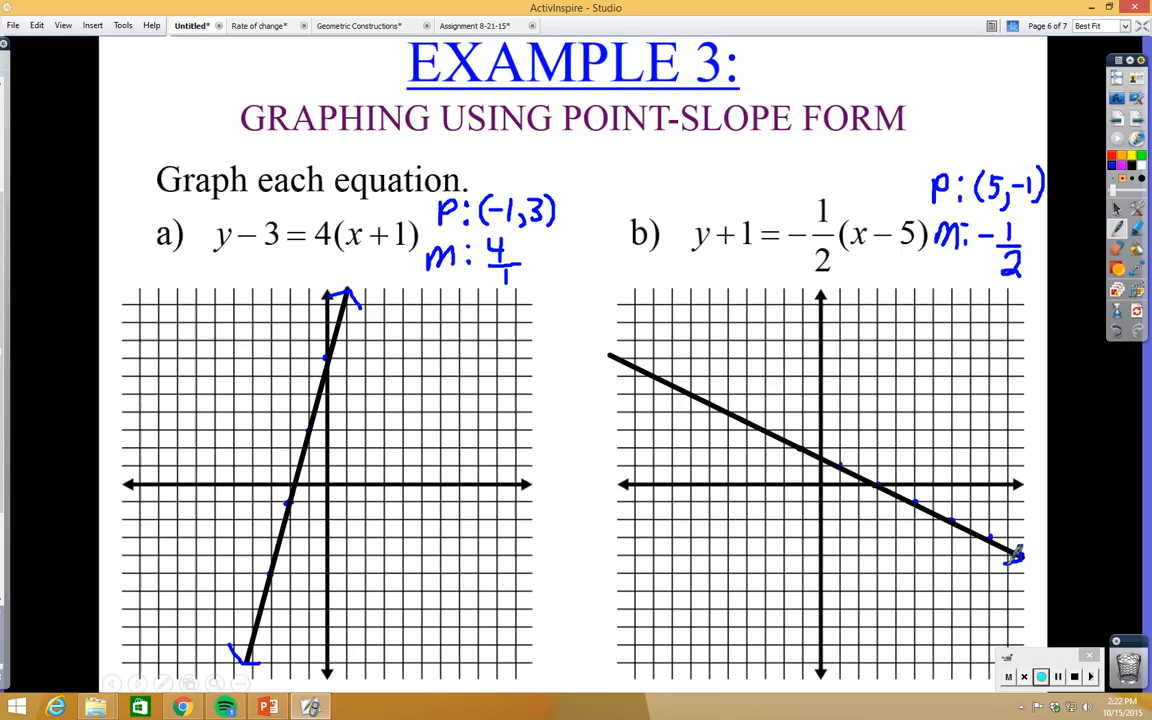 ActivInspire - Studio
File Edit View Insert Tools Help Untitled* Rate of change* Geometric Constructions* Assignment 8-21-15* Page 6 of 7 Best Fit
EXAMPLE 3:
GRAPHING USING POINT-SLOPE FORM
Graph each equation.
a) y − 3 = 4(x + 1)
p: (-1,3)
m: 4/1
b) y + 1 = − 1/2 (x − 5)
p: (5,-1)
m: - 1/2
M
2:22 PM
10/15/2015